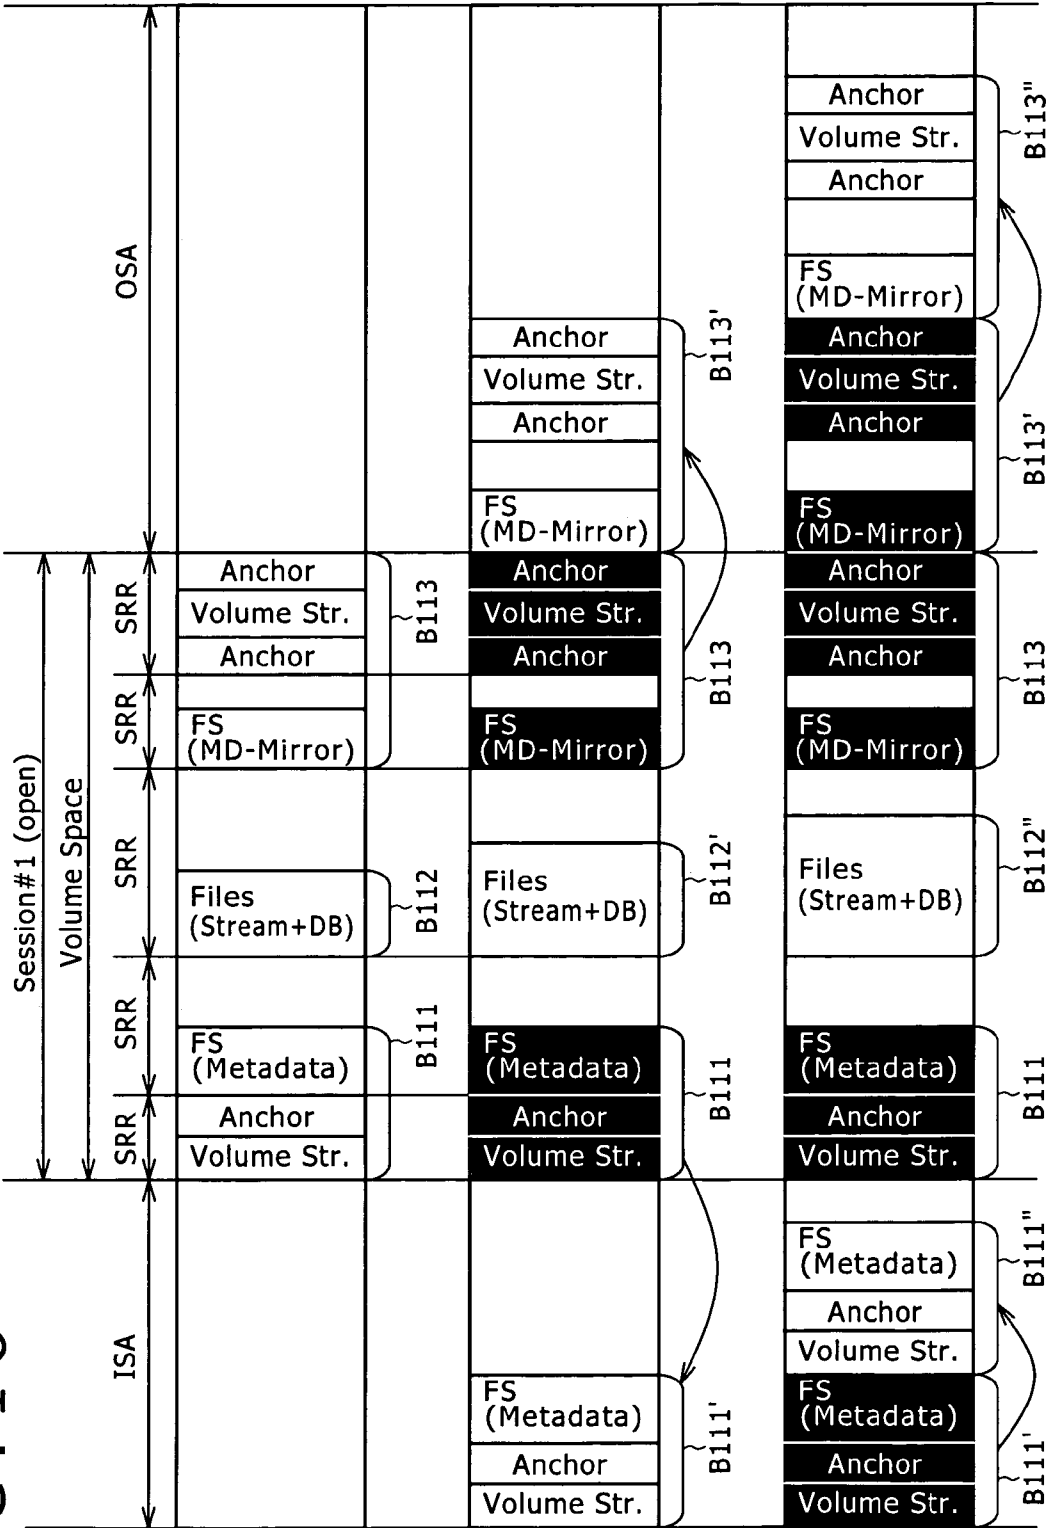 OSA
SRR
SRR
SRR
SRR
SRR
ISA
Session#1 (open)
Volume Space
Anchor
Volume Str.
Anchor
FS
(MD-Mirror)
B113
Files
(Stream+DB)
B112
FS
(Metadata)
Anchor
Volume Str.
B111
Anchor
Volume Str.
Anchor
FS
(MD-Mirror)
B113'
Anchor
Volume Str.
Anchor
FS
(MD-Mirror)
B113
Files
(Stream+DB)
B112'
FS
(Metadata)
Anchor
Volume Str.
B111
FS
(Metadata)
Anchor
Volume Str.
B111'
Anchor
Volume Str.
Anchor
FS
(MD-Mirror)
B113"
Anchor
Volume Str.
Anchor
FS
(MD-Mirror)
B113'
Anchor
Volume Str.
Anchor
FS
(MD-Mirror)
B113
Files
(Stream+DB)
B112"
FS
(Metadata)
Anchor
Volume Str.
B111
FS
(Metadata)
Anchor
Volume Str.
B111"
FS
(Metadata)
Anchor
Volume Str.
B111'